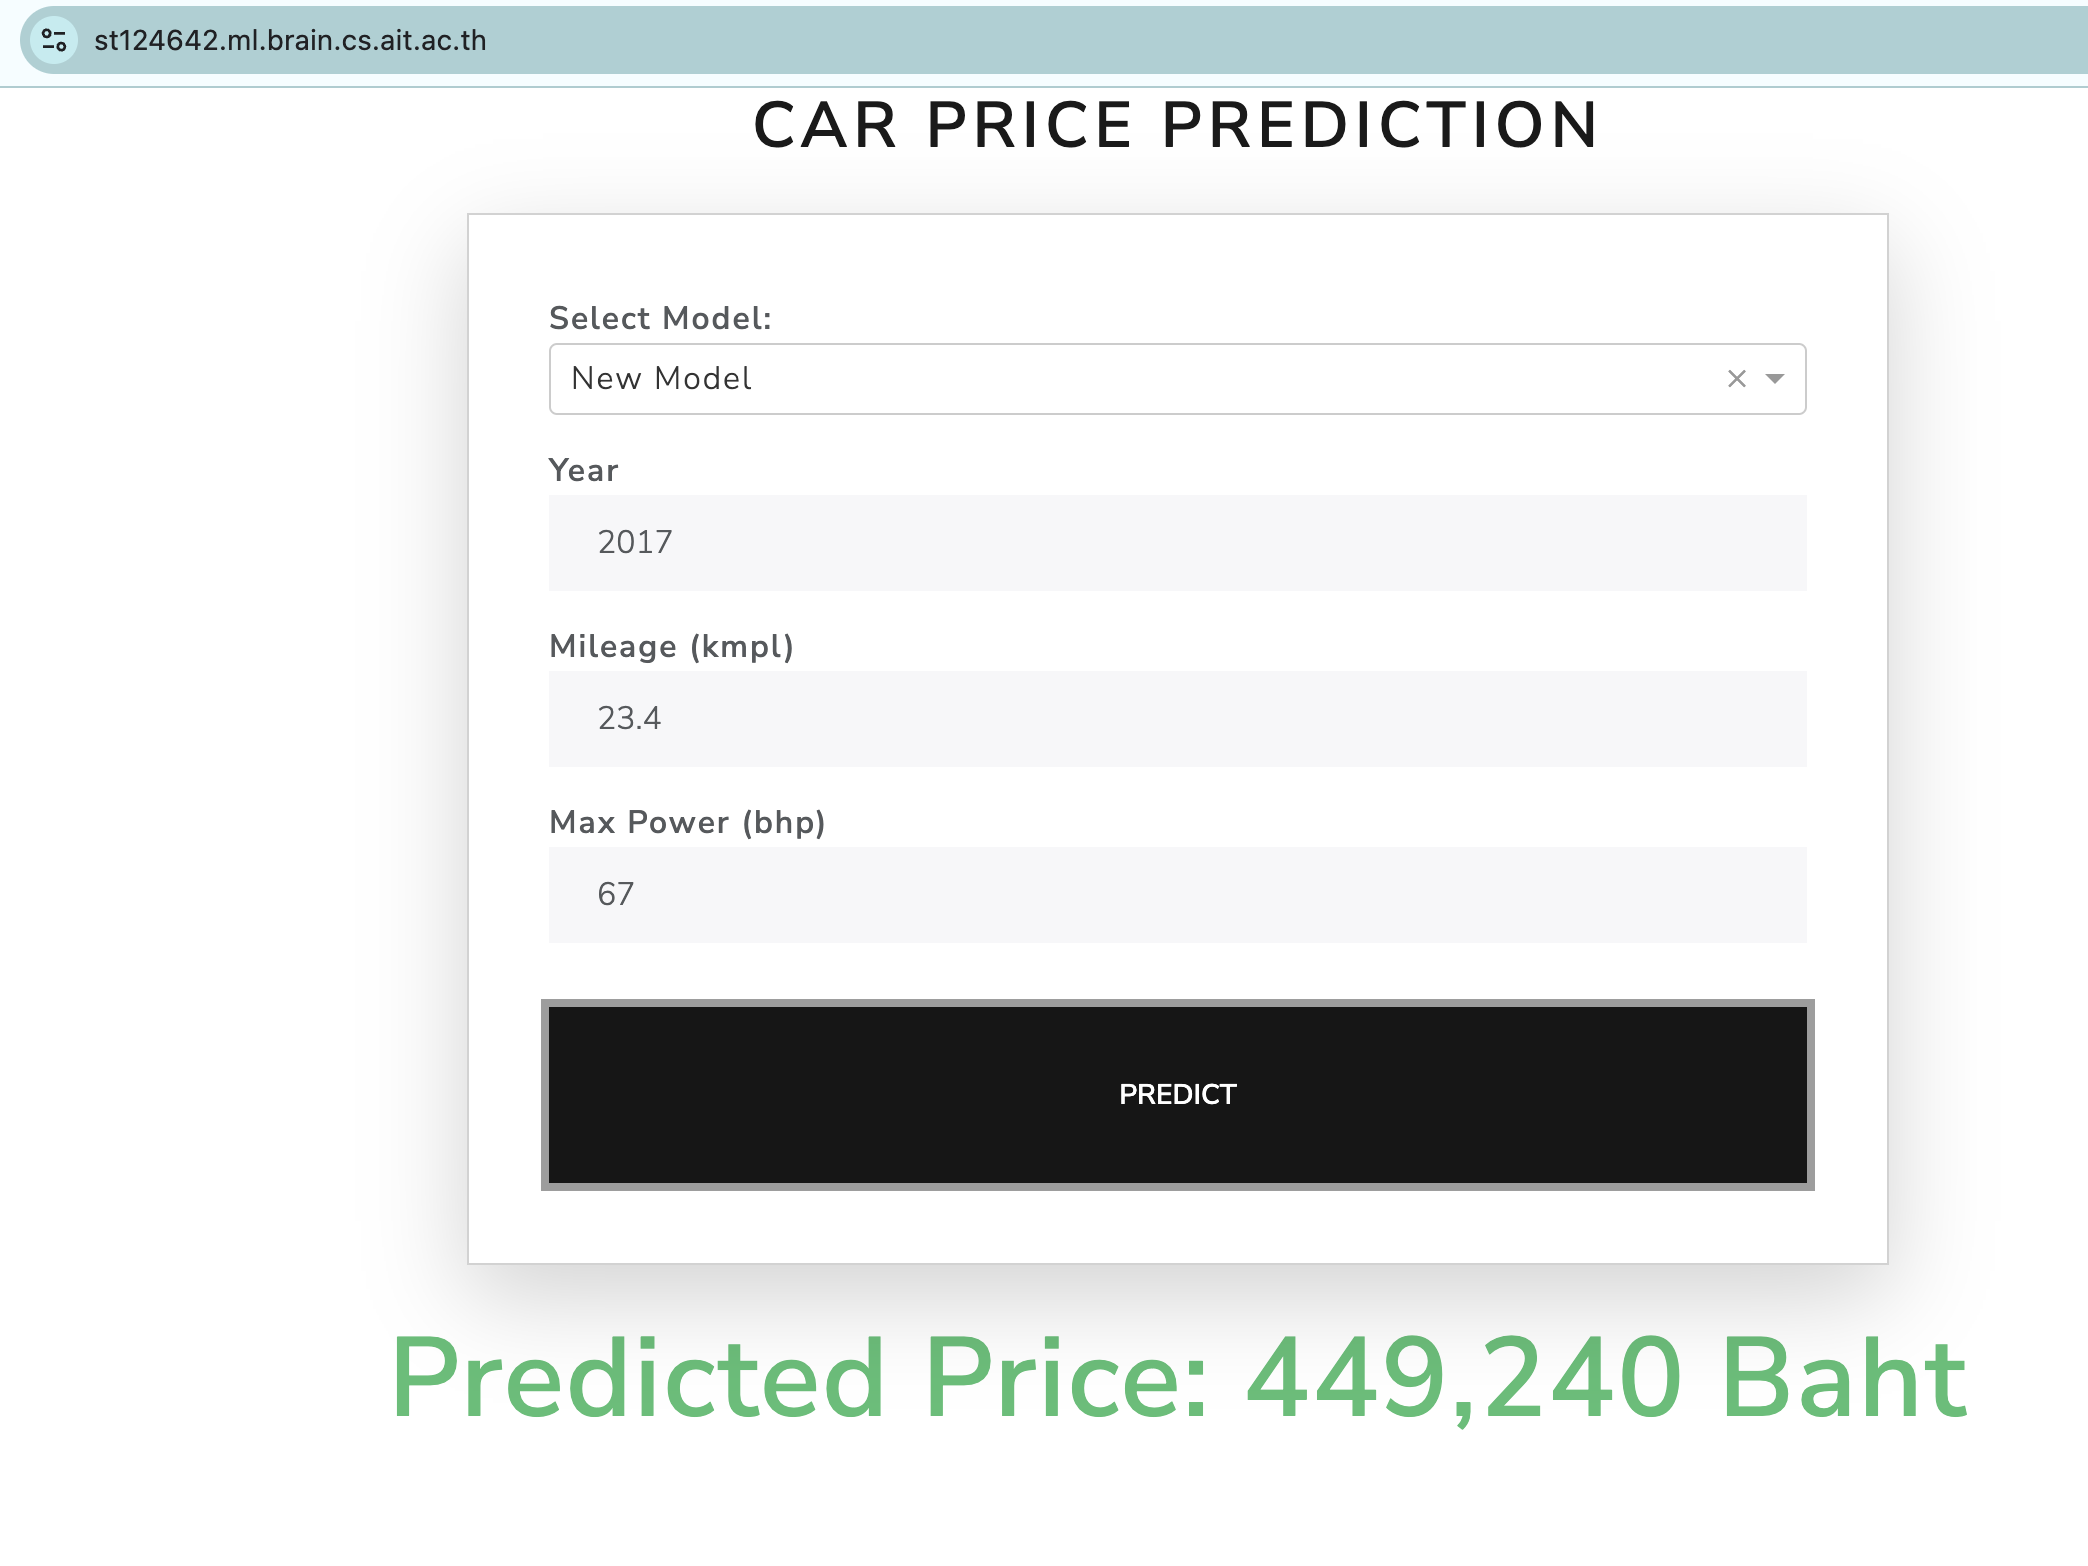 st124642.ml.brain.cs.ait.ac.th
CAR PRICE PREDICTION
Select Model:
New Model
Year
2017
Mileage (kmpl)
23.4
Max Power (bhp)
67
PREDICT
Predicted Price: 449,240 Baht